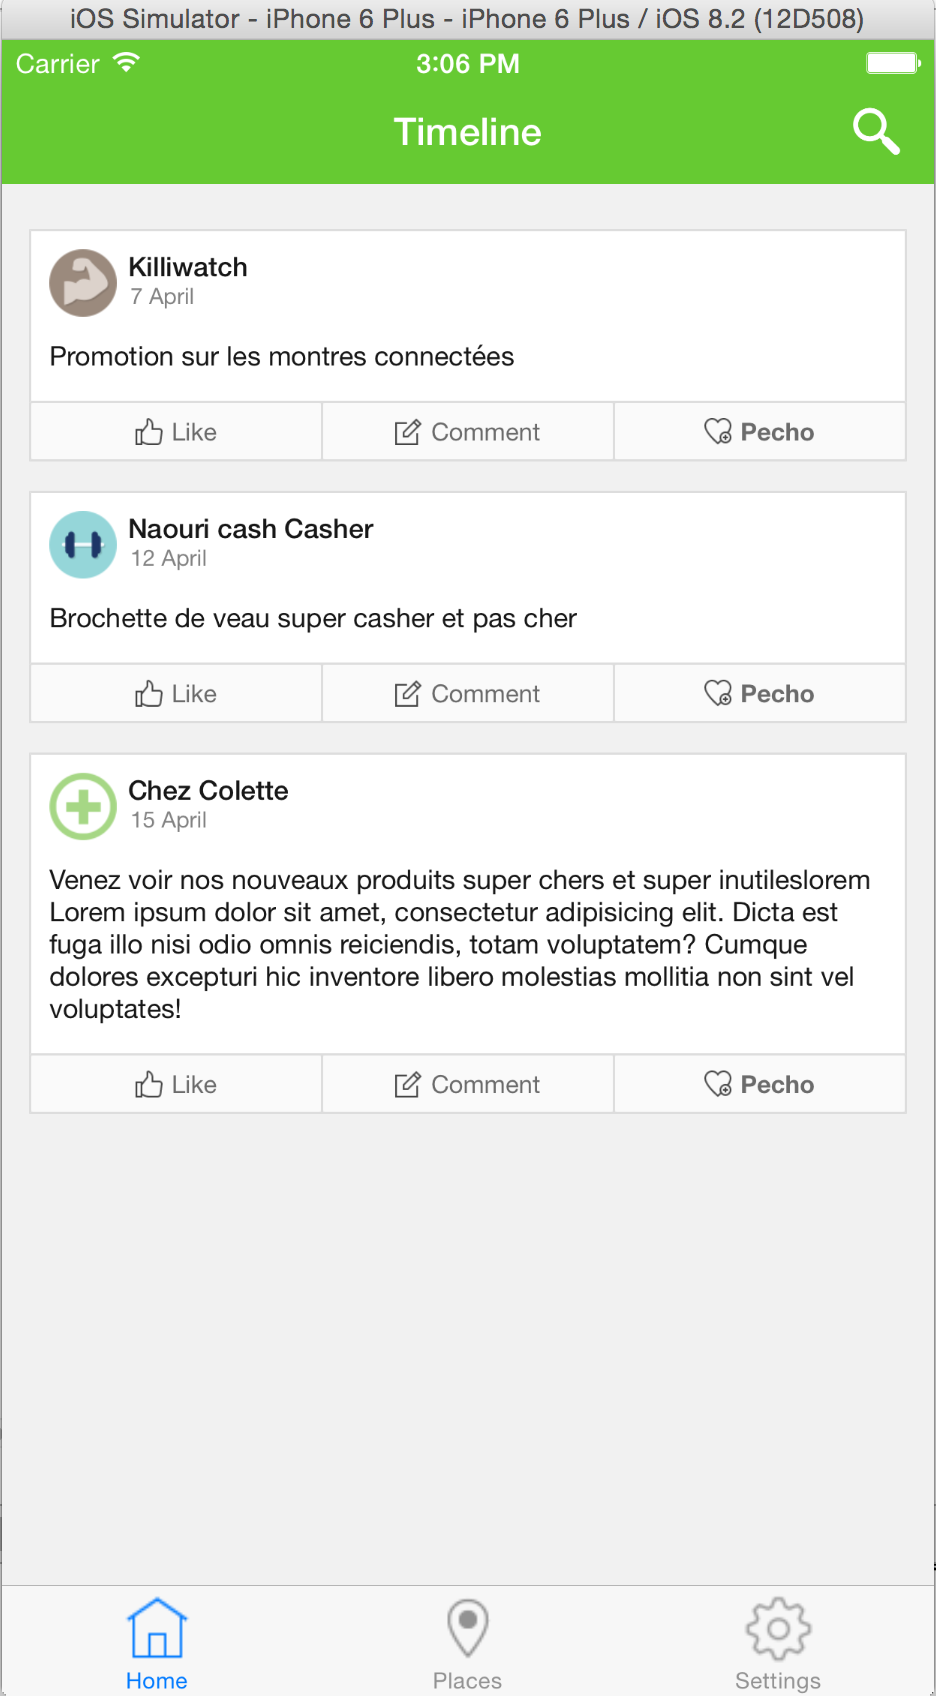 iOS Simulator - iPhone 6 Plus - iPhone 6 Plus / iOS 8.2 (12D508)
Carrier 3:06 PM
Timeline
Killiwatch
7 April
Promotion sur les montres connectées
Like Comment Pecho
Naouri cash Casher
12 April
Brochette de veau super casher et pas cher
Like Comment Pecho
Chez Colette
15 April
Venez voir nos nouveaux produits super chers et super inutileslorem
Lorem ipsum dolor sit amet, consectetur adipisicing elit. Dicta est
fuga illo nisi odio omnis reiciendis, totam voluptatem? Cumque
dolores excepturi hic inventore libero molestias mollitia non sint vel
voluptates!
Like Comment Pecho
Home Places Settings